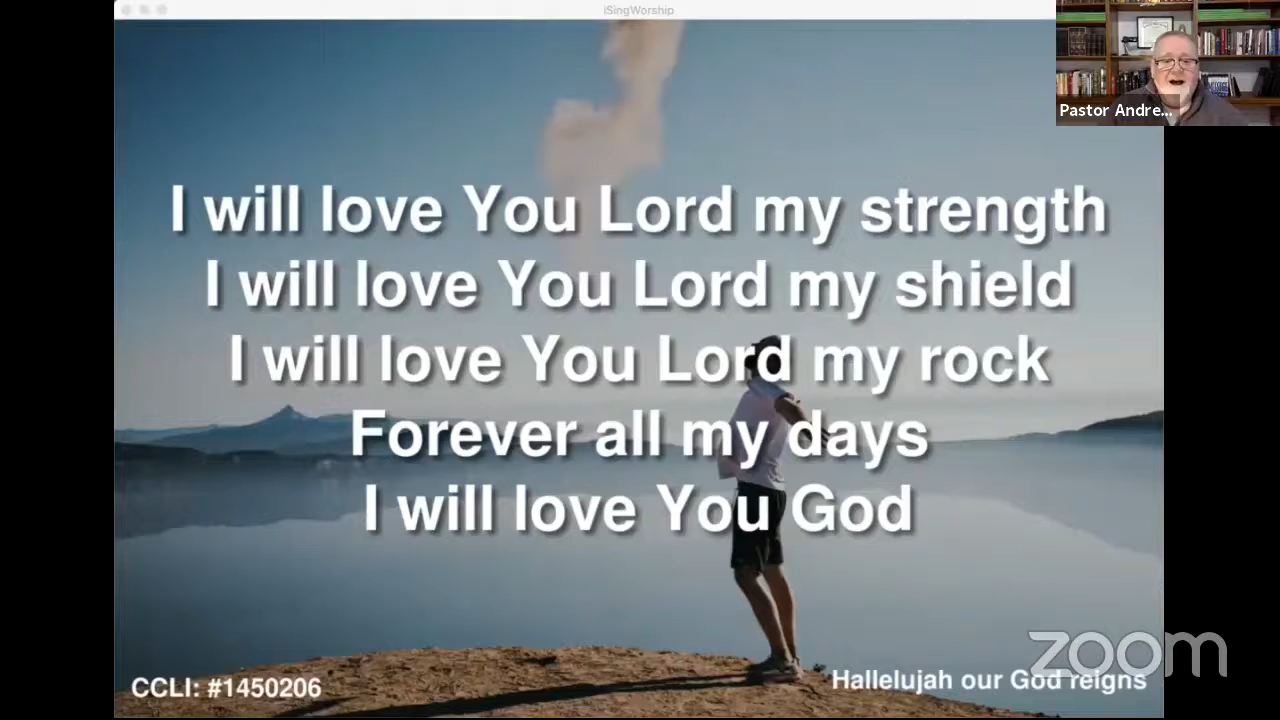 iSingWorship
Pastor Andre...
I will love You Lord my strength
I will love You Lord my shield
I will love You Lord my rock
Forever all my days
I will love You God
zoom
CCLI: #1450206
Hallelujah our God reigns